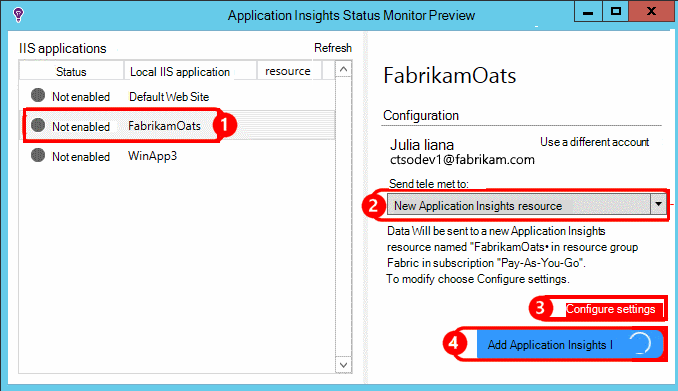 Application Insights Status Monitor Preview
IIS applications
Refresh
Status Local IIS application resource
Not enabled Default Web Site
Not enabled FabrikamOats 1
Not enabled WinApp3
FabrikamOats
Configuration
Julia liana Use a different account
ctsodev1@fabrikam.com
Send tele met to:
2 New Application Insights resource
Data Will be sent to a new Application Insights
resource named "FabrikamOats• in resource group
Fabric in subscription "Pay-As-You-Go".
To modify choose Configure settings.
3 Configure settings
4 Add Application Insights I